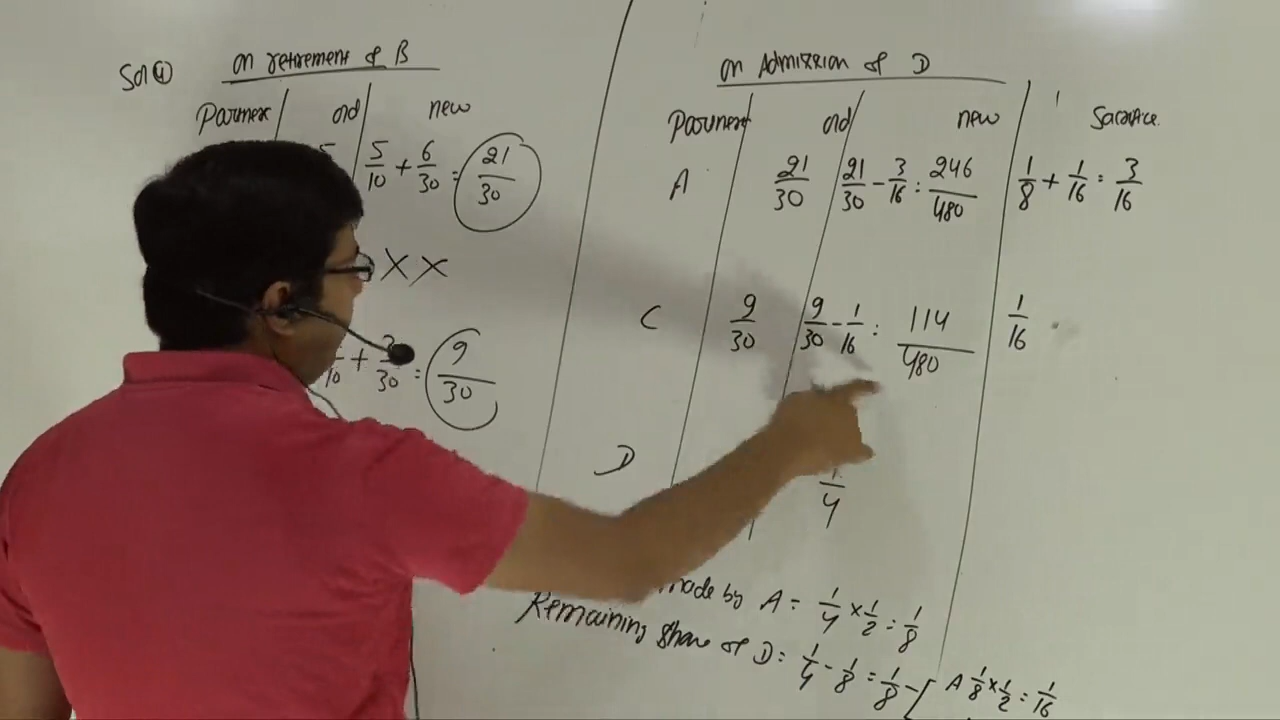 Sol ④ on retirement of B
Partner old new
5/10 + 6/30 = 21/30
X X
/10 + 3/30 = 9/30
on Admission of D
Partner old new Sacrifice
A 21/30 21/30 - 3/16 = 246/480 1/8 + 1/16 = 3/16
C 9/30 9/30 - 1/16 = 114/480 1/16
D 1/4
made by A = 1/4 × 1/2 = 1/8
Remaining share of D = 1/4 - 1/8 = 1/8 - [ A 1/8 × 1/2 = 1/16